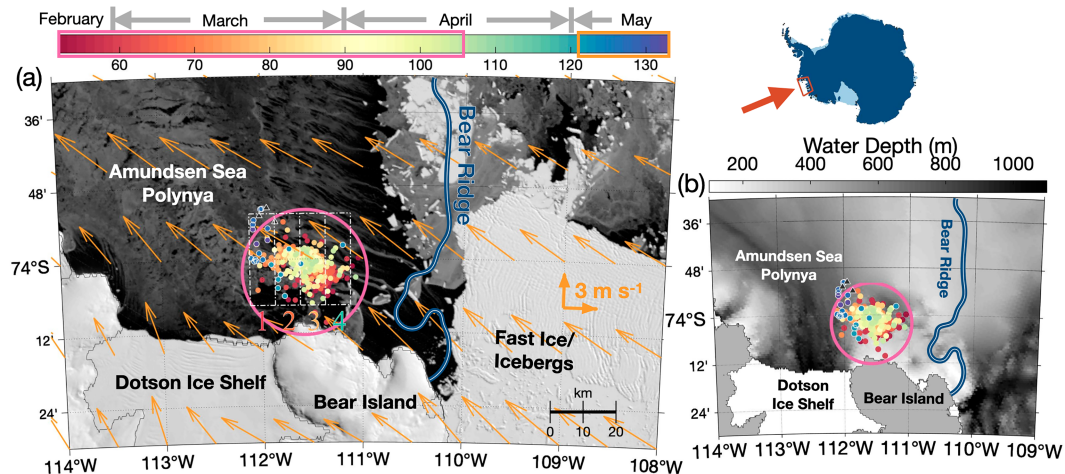 February March April May
60 70 80 90 100 110 120 130
(a)
36'
48'
74°S
12'
24'
Amundsen Sea
Polynya
Bear Ridge
1 2 3 4
3 m s⁻¹
Fast Ice/
Icebergs
Dotson Ice Shelf
Bear Island
km
0 10 20
114°W 113°W 112°W 111°W 110°W 109°W 108°W
Water Depth (m)
200 400 600 800 1000
(b)
36'
48'
74°S
12'
24'
Amundsen Sea
Polynya
Bear Ridge
Dotson
Ice Shelf
Bear Island
114°W 113°W 112°W 111°W 110°W 109°W 108°W